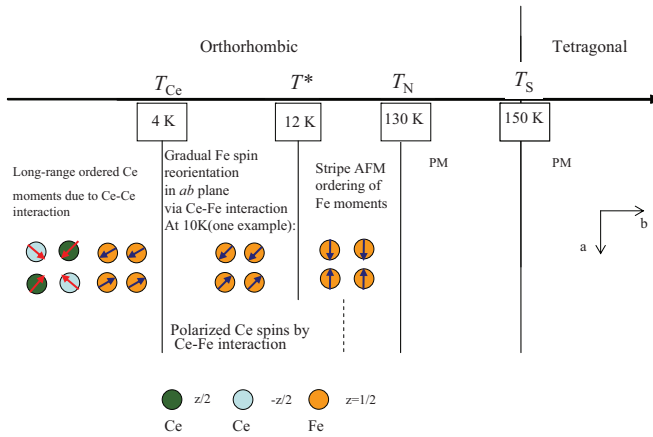 Orthorhombic
Tetragonal
T_Ce
T*
T_N
T_S
4 K
12 K
130 K
150 K
Long-range ordered Ce
moments due to Ce-Ce
interaction
Gradual Fe spin
reorientation
in ab plane
via Ce-Fe interaction
At 10K(one example):
Stripe AFM
ordering of
Fe moments
PM
PM
b
a
Polarized Ce spins by
Ce-Fe interaction
z/2
-z/2
z=1/2
Ce
Ce
Fe